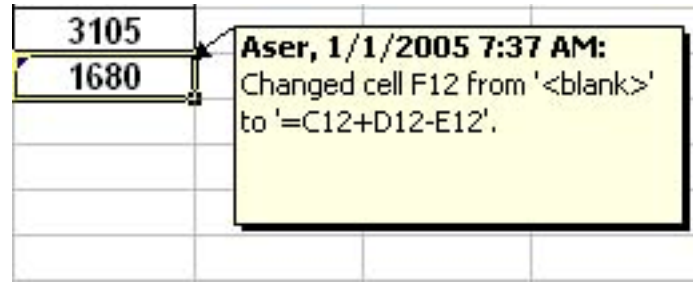 3105
1680
Aser, 1/1/2005 7:37 AM:
Changed cell F12 from '<blank>'
to '=C12+D12-E12'.